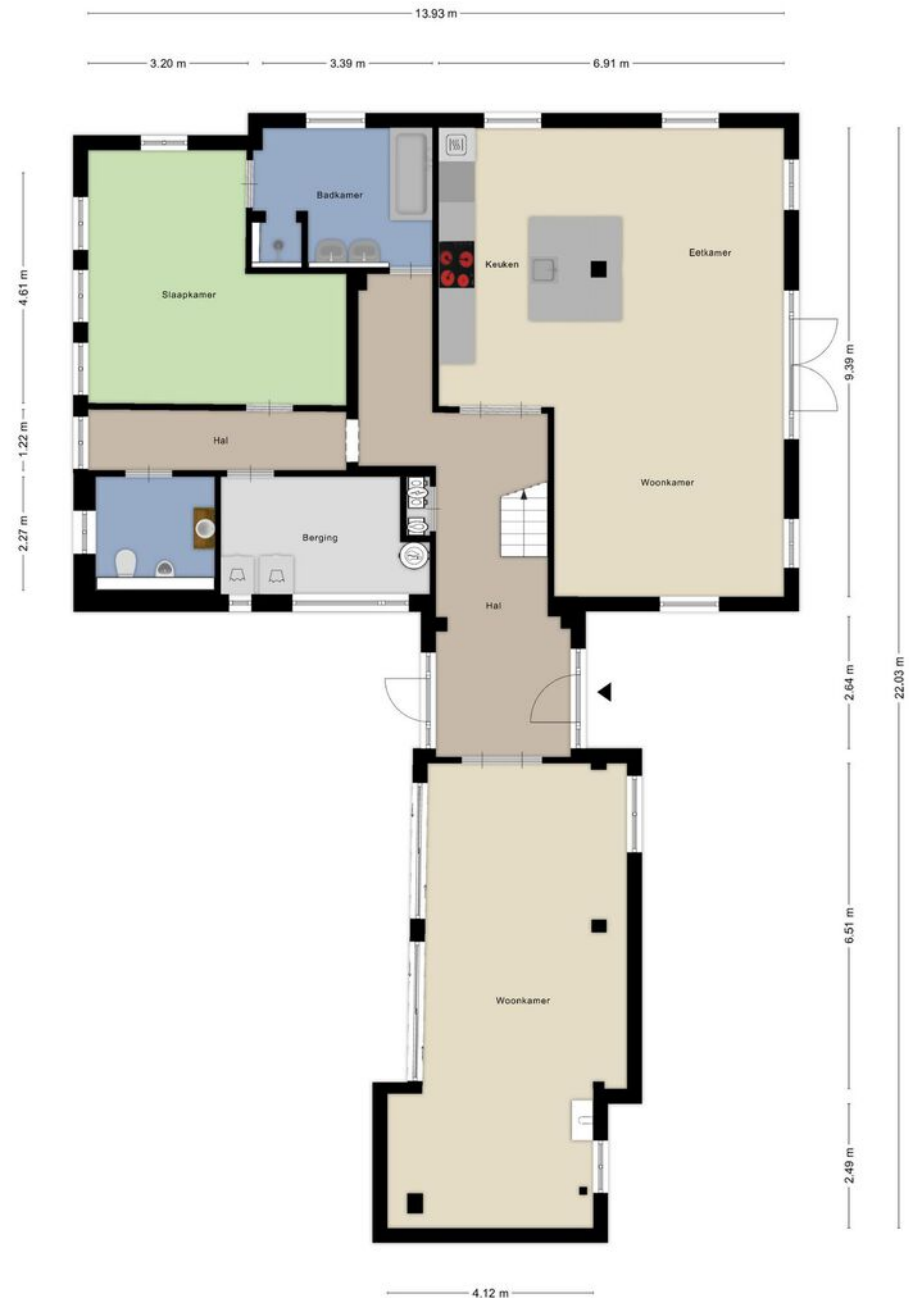 13.93 m
3.20 m
3.39 m
6.91 m
Badkamer
Keuken
Eetkamer
4.61 m
Slaapkamer
9.39 m
1.22 m
Hal
Woonkamer
2.27 m
Berging
Hal
2.64 m
22.03 m
6.51 m
Woonkamer
2.49 m
4.12 m